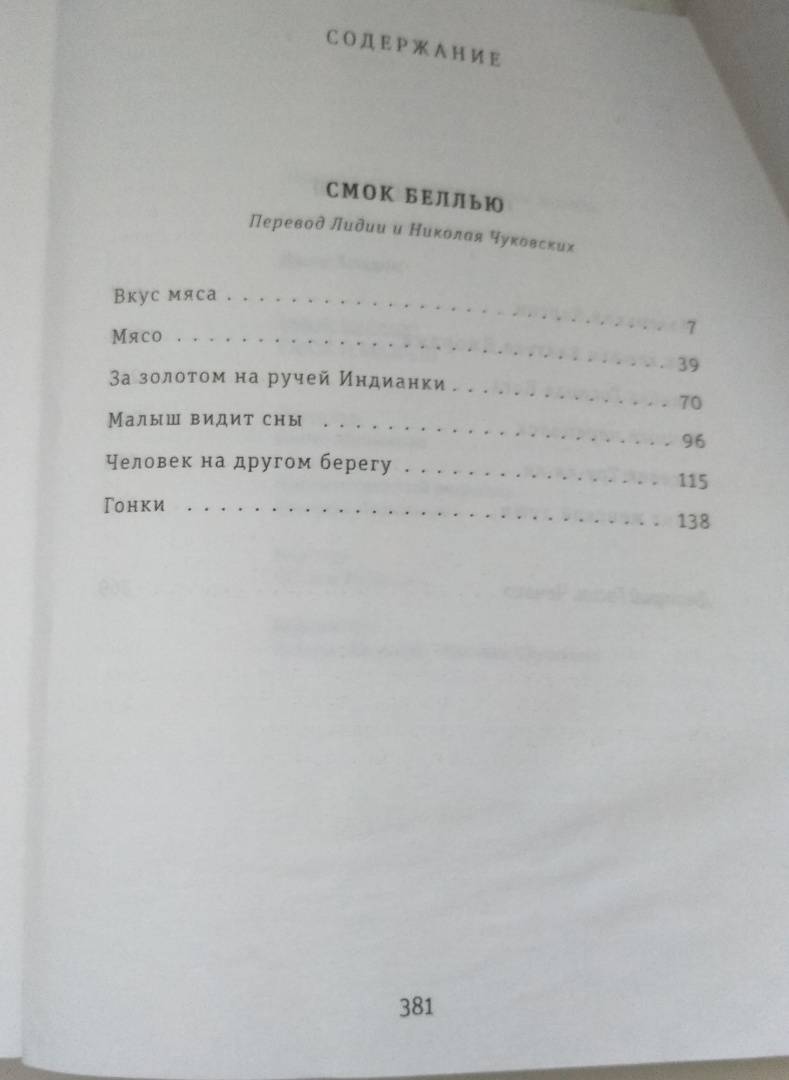 СОДЕРЖАНИЕ
СМОК БЕЛЛЬЮ
Перевод Лидии и Николая Чуковских
Вкус мяса . . . . . . . . . . . . . . . . . . . . . . . . . . . . . . . 7
Мясо . . . . . . . . . . . . . . . . . . . . . . . . . . . . . . . . . 39
За золотом на ручей Индианки . . . . . . . . . . . . . . 70
Малыш видит сны . . . . . . . . . . . . . . . . . . . . . . . 96
Человек на другом берегу . . . . . . . . . . . . . . . . . 115
Гонки . . . . . . . . . . . . . . . . . . . . . . . . . . . . . . . 138
381